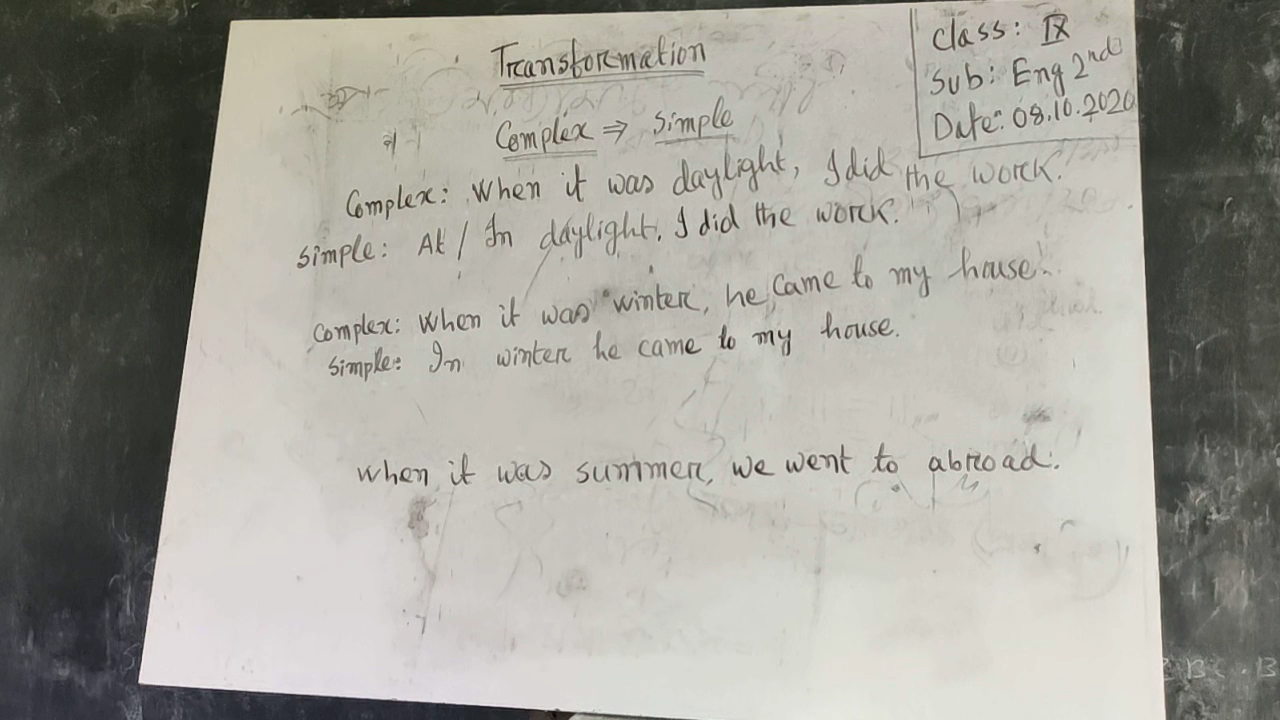 Transformation
Class: IX
Sub: Eng 2nd
Date: 08.10.2020
Complex ⇒ Simple
Complex: When it was daylight, I did the work.
Simple: At / In daylight, I did the work.
Complex: When it was winter, he came to my house.
Simple: In winter he came to my house.
When it was summer, we went to abroad.